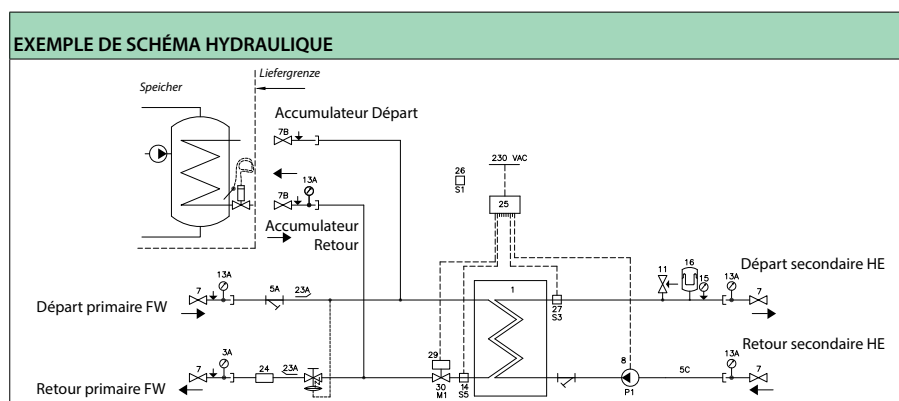 EXEMPLE DE SCHÉMA HYDRAULIQUE
Speicher
Liefergrenze
Accumulateur Départ
7B
13A
7B
Accumulateur
Retour
26
S1
230 VAC
25
Départ primaire FW
7
13A
5A
23A
1
27
S3
11
16
15
13A
7
Départ secondaire HE
Retour primaire FW
7
3A
24
23A
29
30
M1
14
S5
8
P1
5C
13A
7
Retour secondaire HE